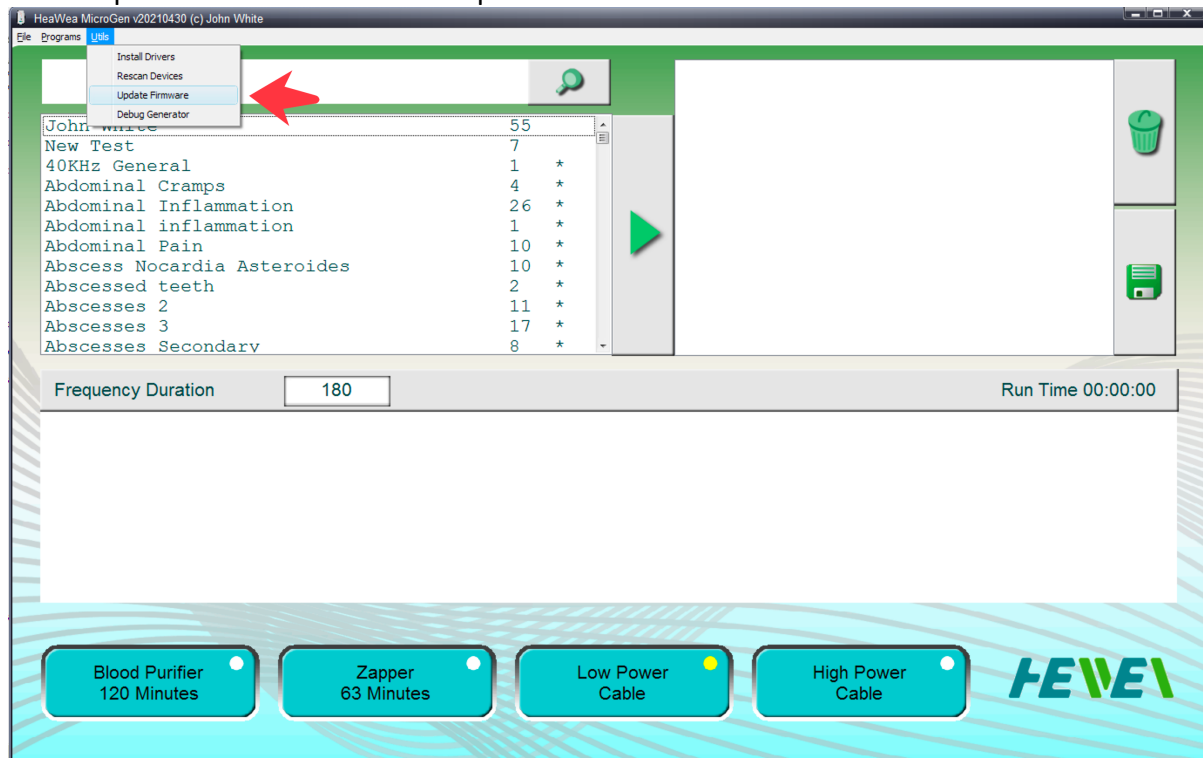 HeaWea MicroGen v20210430 (c) John White
File Programs Utils
Install Drivers
Rescan Devices
Update Firmware
Debug Generator
John White 55
New Test 7
40KHz General 1 *
Abdominal Cramps 4 *
Abdominal Inflammation 26 *
Abdominal inflammation 1 *
Abdominal Pain 10 *
Abscess Nocardia Asteroides 10 *
Abscessed teeth 2 *
Abscesses 2 11 *
Abscesses 3 17 *
Abscesses Secondary 8 *
Frequency Duration 180 Run Time 00:00:00
Blood Purifier
120 Minutes
Zapper
63 Minutes
Low Power
Cable
High Power
Cable
HEWEV